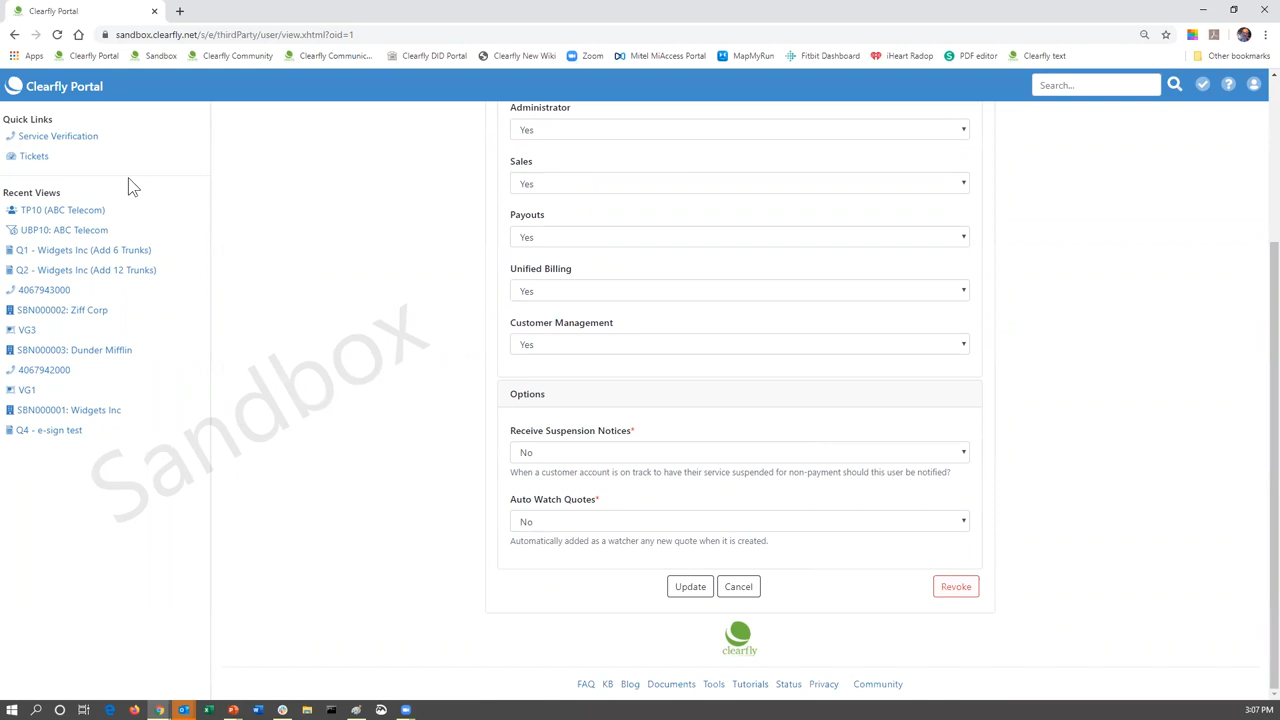 Clearfly Portal
sandbox.clearfly.net/s/e/thirdParty/user/view.xhtml?oid=1
Apps
Clearfly Portal
Sandbox
Clearfly Community
Clearfly Communic...
Clearfly DID Portal
Clearfly New Wiki
Zoom
Mitel MiAccess Portal
MapMyRun
Fitbit Dashboard
iHeart Radop
PDF editor
Clearfly text
Other bookmarks
Clearfly Portal
Search...
Quick Links
Service Verification
Tickets
Recent Views
TP10 (ABC Telecom)
UBP10: ABC Telecom
Q1 - Widgets Inc (Add 6 Trunks)
Q2 - Widgets Inc (Add 12 Trunks)
4067943000
SBN000002: Ziff Corp
VG3
SBN000003: Dunder Mifflin
4067942000
VG1
SBN000001: Widgets Inc
Q4 - e-sign test
Sandbox
Administrator
Yes
Sales
Yes
Payouts
Yes
Unified Billing
Yes
Customer Management
Yes
Options
Receive Suspension Notices*
No
When a customer account is on track to have their service suspended for non-payment should this user be notified?
Auto Watch Quotes*
No
Automatically added as a watcher any new quote when it is created.
Update
Cancel
Revoke
clearfly
FAQ KB Blog Documents Tools Tutorials Status Privacy Community
3:07 PM